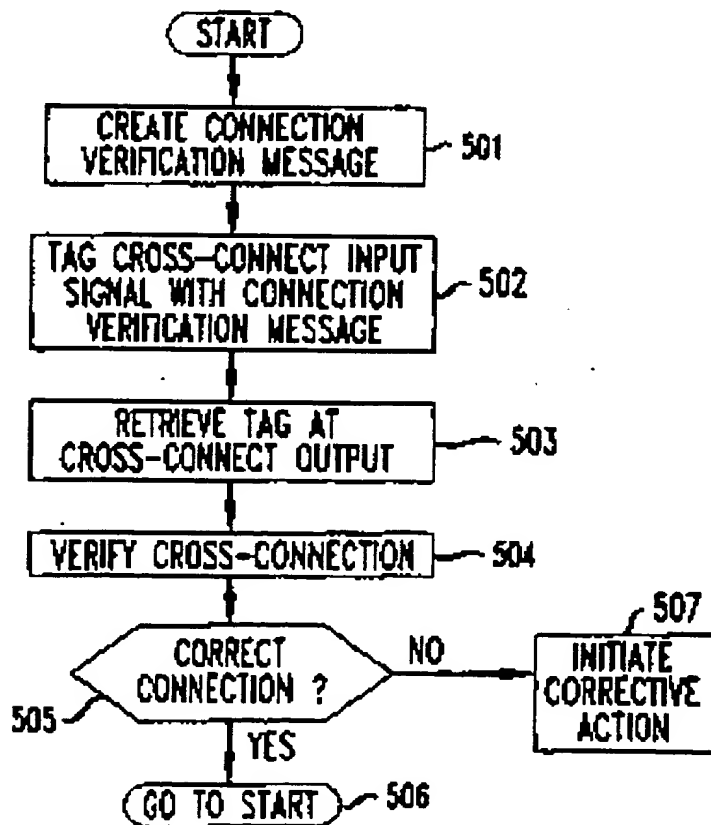 START
CREATE CONNECTION
VERIFICATION MESSAGE
501
TAG CROSS-CONNECT INPUT
SIGNAL WITH CONNECTION
VERIFICATION MESSAGE
502
RETRIEVE TAG AT
CROSS-CONNECT OUTPUT
503
VERIFY CROSS-CONNECTION
504
CORRECT
CONNECTION ?
505
NO
507
INITIATE
CORRECTIVE
ACTION
YES
GO TO START
506